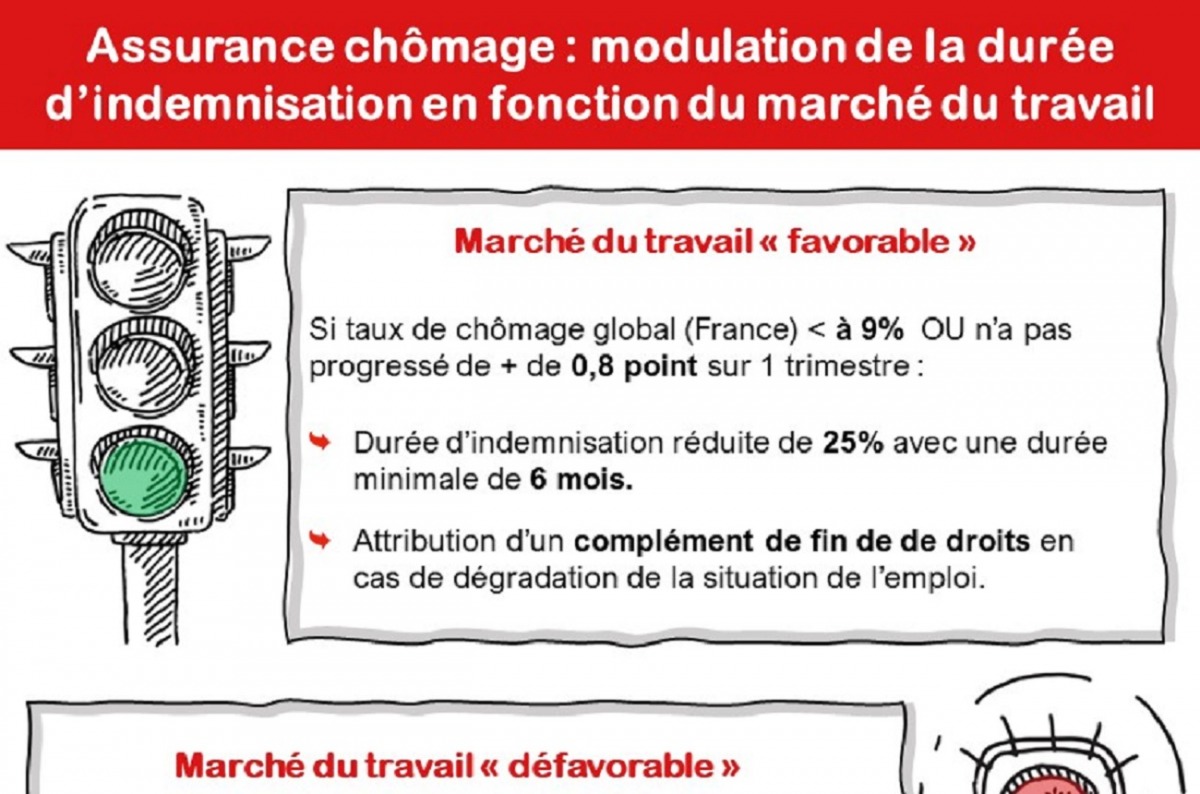 Assurance chômage : modulation de la durée
d’indemnisation en fonction du marché du travail
Marché du travail « favorable »
Si taux de chômage global (France) < à 9% OU n’a pas
progressé de + de 0,8 point sur 1 trimestre :
Durée d’indemnisation réduite de 25% avec une durée
minimale de 6 mois.
Attribution d’un complément de fin de de droits en
cas de dégradation de la situation de l’emploi.
Marché du travail « défavorable »